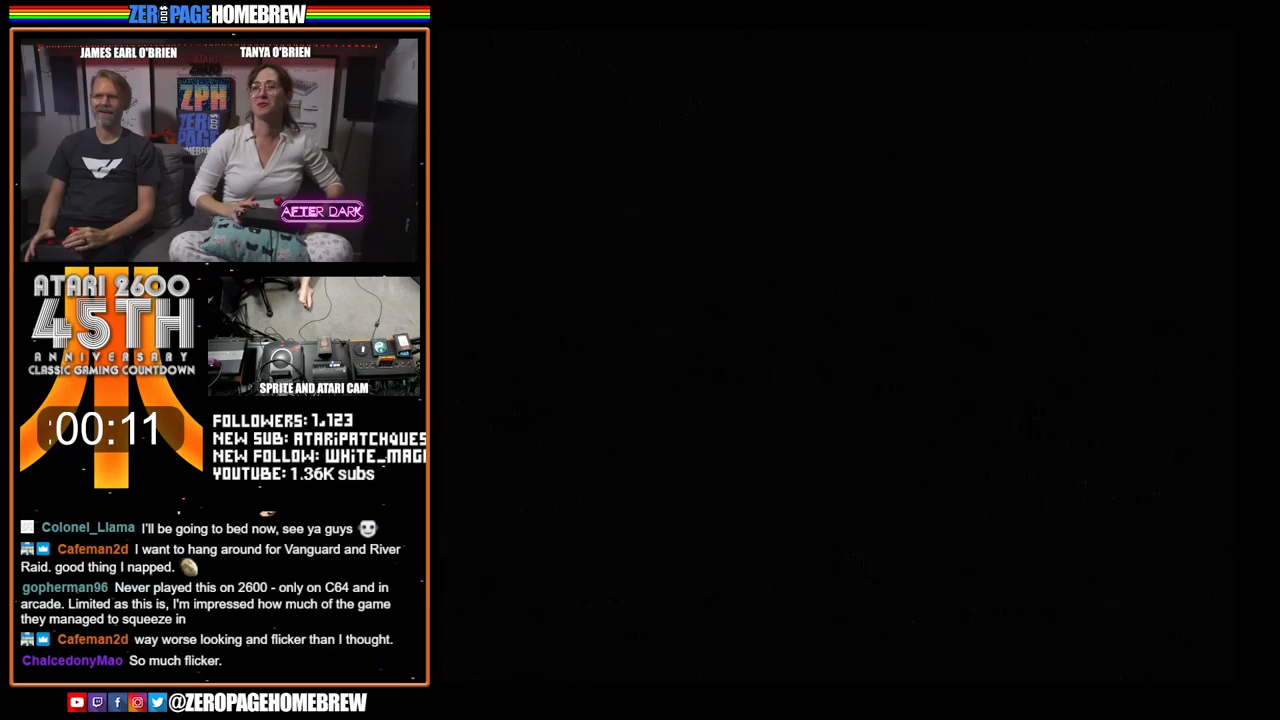 ZEROPAGE HOMEBREW
JAMES EARL O'BRIEN
TANYA O'BRIEN
ZPH
ZERO
PAGE
AFTER DARK
ATARI 2600
45TH
ANNIVERSARY
CLASSIC GAMING COUNTDOWN
:00:11
SPRITE AND ATARI CAM
FOLLOWERS: 1,123
NEW SUB: ATARIPATCHQUES
NEW FOLLOW: WHITE_MAG
YOUTUBE: 1.36K subs
Colonel_Llama I'll be going to bed now, see ya guys
Cafeman2d I want to hang around for Vanguard and River
Raid. good thing I napped.
gopherman96 Never played this on 2600 - only on C64 and in
arcade. Limited as this is, I'm impressed how much of the game
they managed to squeeze in
Cafeman2d way worse looking and flicker than I thought.
ChalcedonyMao So much flicker.
@ZEROPAGEHOMEBREW